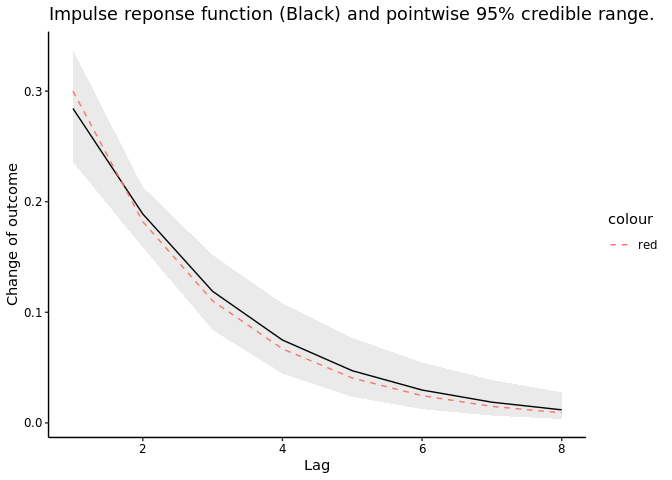 Impulse reponse function (Black) and pointwise 95% credible range.
Change of outcome
0.3
0.2
0.1
0.0
2
4
6
8
Lag
colour
red